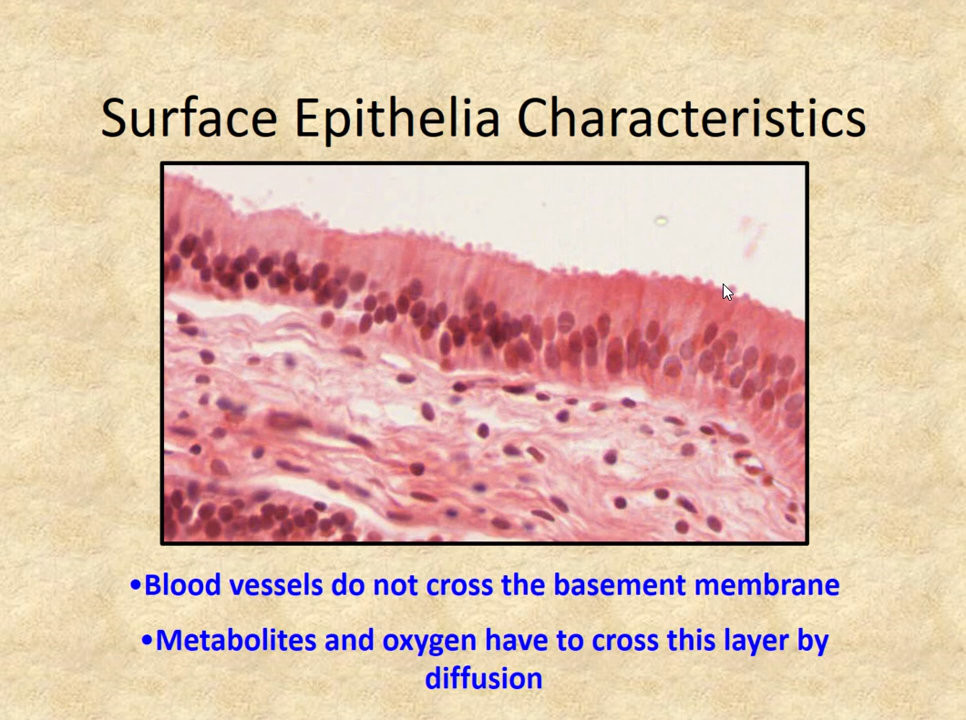 Surface Epithelia Characteristics
•Blood vessels do not cross the basement membrane
•Metabolites and oxygen have to cross this layer by
diffusion